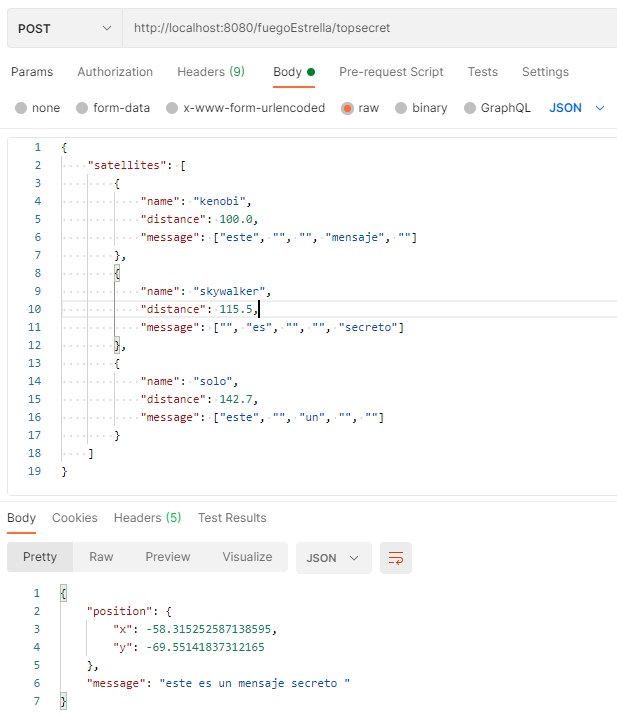 POST http://localhost:8080/fuegoEstrella/topsecret
Params Authorization Headers (9) Body Pre-request Script Tests Settings
none form-data x-www-form-urlencoded raw binary GraphQL JSON
1 {
2 "satellites": [
3 {
4 "name": "kenobi",
5 "distance": 100.0,
6 "message": ["este", "", "", "mensaje", ""]
7 },
8 {
9 "name": "skywalker",
10 "distance": 115.5,
11 "message": ["", "es", "", "", "secreto"]
12 },
13 {
14 "name": "solo",
15 "distance": 142.7,
16 "message": ["este", "", "un", "", ""]
17 }
18 ]
19 }
Body Cookies Headers (5) Test Results
Pretty Raw Preview Visualize JSON
1 {
2 "position": {
3 "x": -58.315252587138595,
4 "y": -69.55141837312165
5 },
6 "message": "este es un mensaje secreto "
7 }